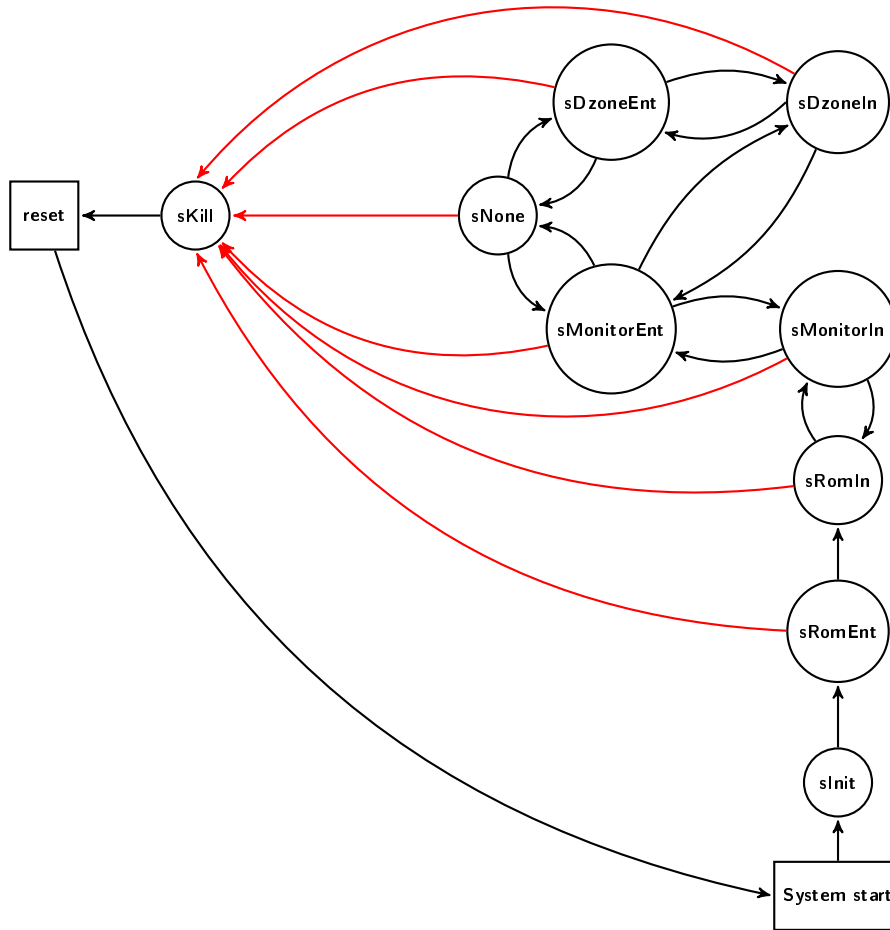 sDzoneEnt
sDzoneIn
reset
sKill
sNone
sMonitorEnt
sMonitorIn
sRomIn
sRomEnt
sInit
System start